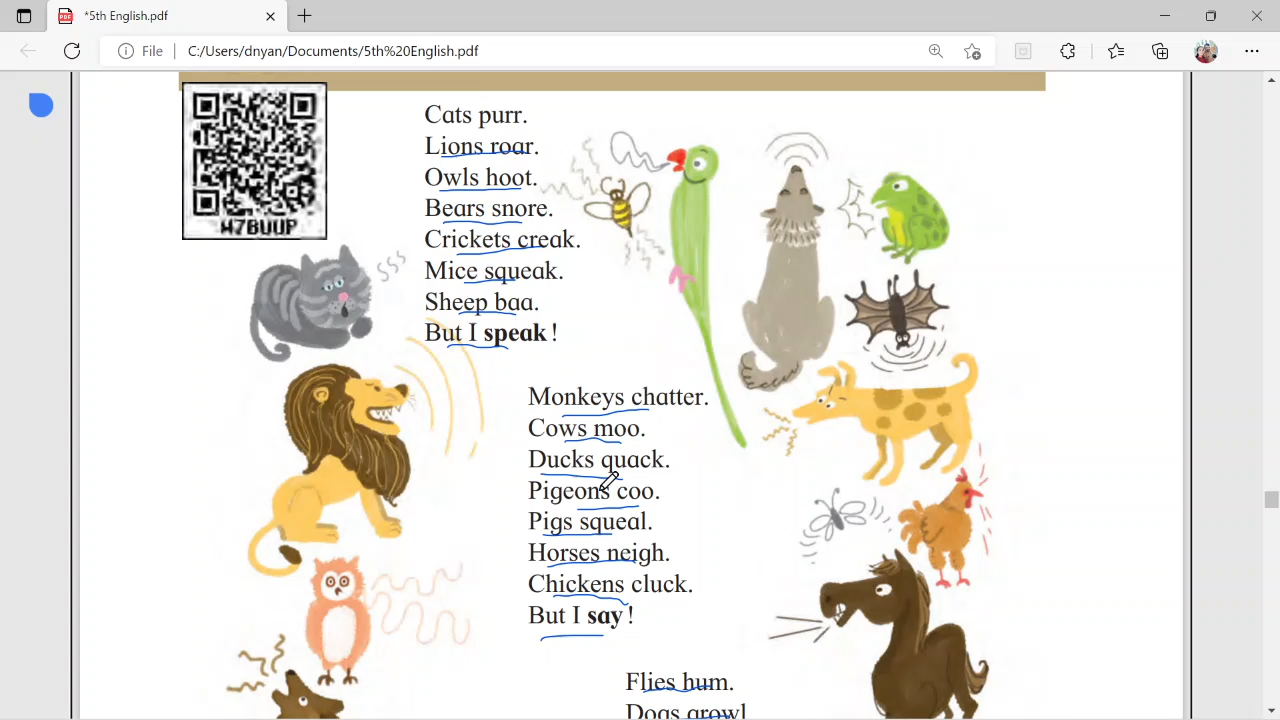 *5th English.pdf
File
C:/Users/dnyan/Documents/5th%20English.pdf
W7BUUP
Cats purr.
Lions roar.
Owls hoot.
Bears snore.
Crickets creak.
Mice squeak.
Sheep baa.
But I speak !
Monkeys chatter.
Cows moo.
Ducks quack.
Pigeons coo.
Pigs squeal.
Horses neigh.
Chickens cluck.
But I say !
Flies hum.
Dogs growl